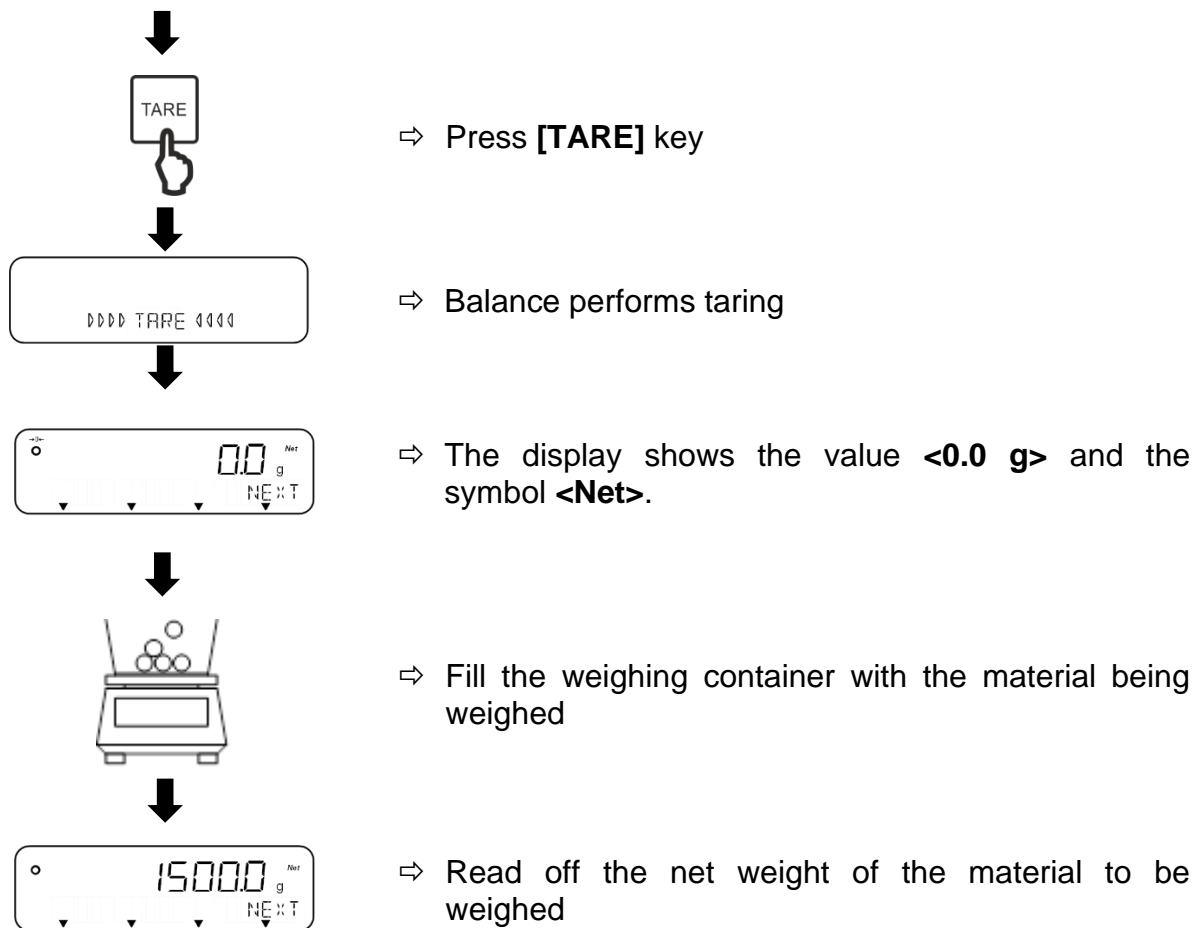 TARE
⇨ Press [TARE] key
▷▷▷▷ TARE ◁◁◁◁
⇨ Balance performs taring
→0←
0.0 g Net
NEXT
⇨ The display shows the value <0.0 g> and the
symbol <Net>.
⇨ Fill the weighing container with the material being
weighed
1500.0 g Net
NEXT
⇨ Read off the net weight of the material to be
weighed